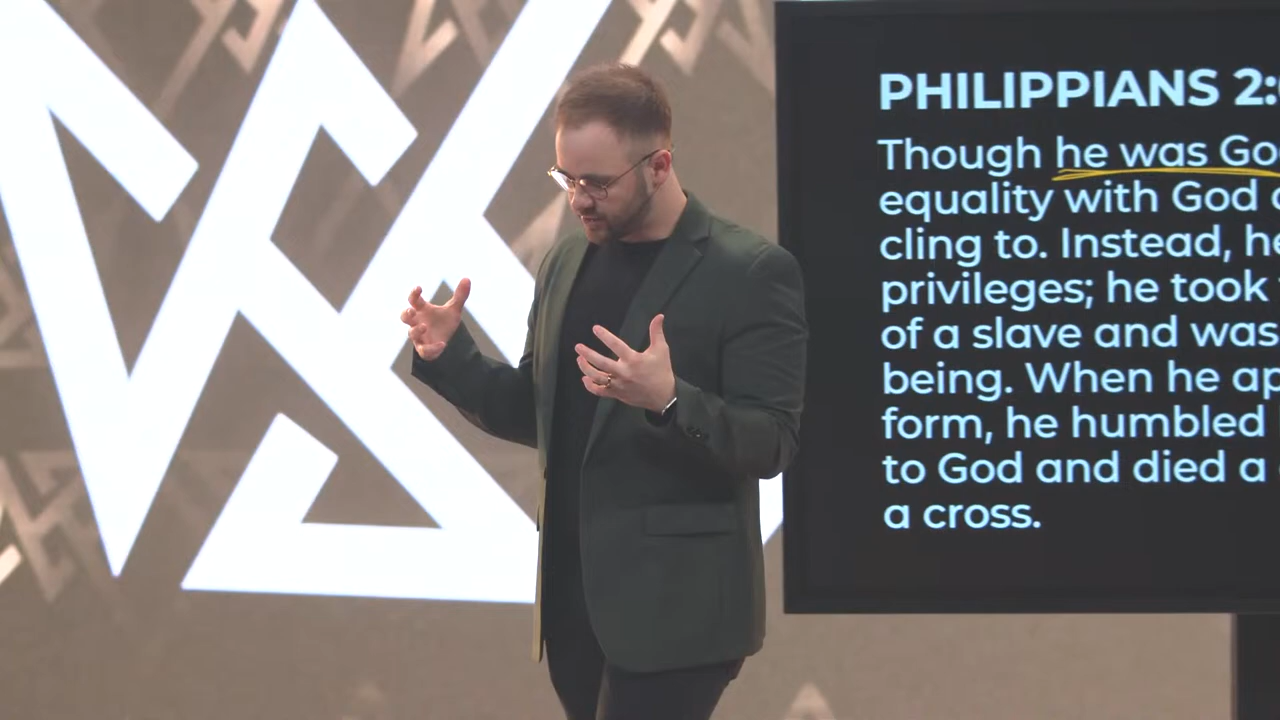 PHILIPPIANS 2:
Though he was Go
equality with God
cling to. Instead, he
privileges; he took
of a slave and was
being. When he ap
form, he humbled
to God and died a
a cross.